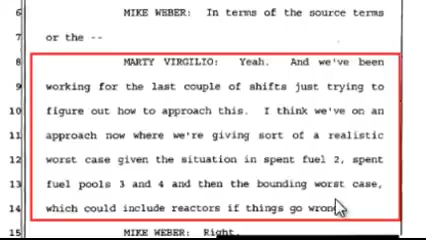 6 MIKE WEBER: In terms of the source terms
7 or the --
8 MARTY VIRGILIO: Yeah. And we've been
9 working for the last couple of shifts just trying to
10 figure out how to approach this. I think we've on an
11 approach now where we're giving sort of a realistic
12 worst case given the situation in spent fuel 2, spent
13 fuel pools 3 and 4 and then the bounding worst case,
14 which could include reactors if things go wrong
15 MIKE WEBER: Right.